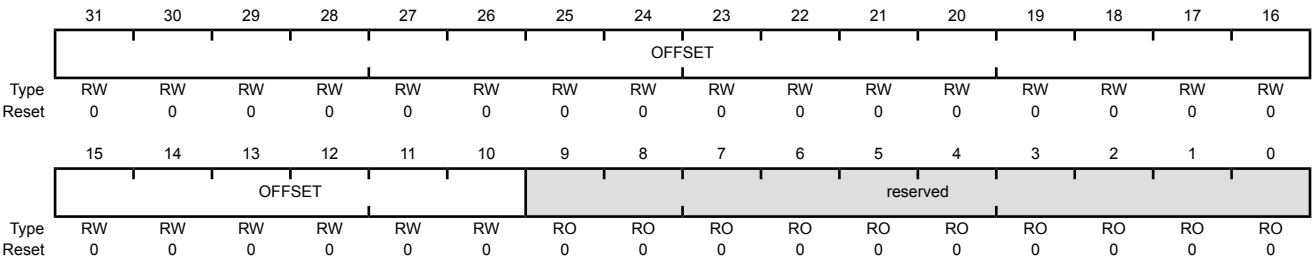 31 30 29 28 27 26 25 24 23 22 21 20 19 18 17 16
OFFSET
Type RW RW RW RW RW RW RW RW RW RW RW RW RW RW RW RW
Reset 0 0 0 0 0 0 0 0 0 0 0 0 0 0 0 0
15 14 13 12 11 10 9 8 7 6 5 4 3 2 1 0
OFFSET reserved
Type RW RW RW RW RW RW RO RO RO RO RO RO RO RO RO RO
Reset 0 0 0 0 0 0 0 0 0 0 0 0 0 0 0 0